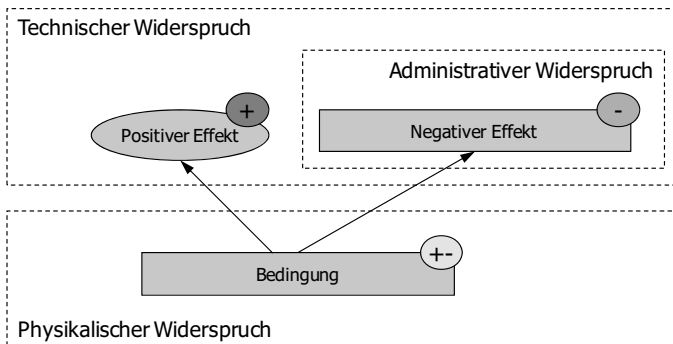 Technischer Widerspruch
Administrativer Widerspruch
+
Positiver Effekt
-
Negativer Effekt
+-
Bedingung
Physikalischer Widerspruch